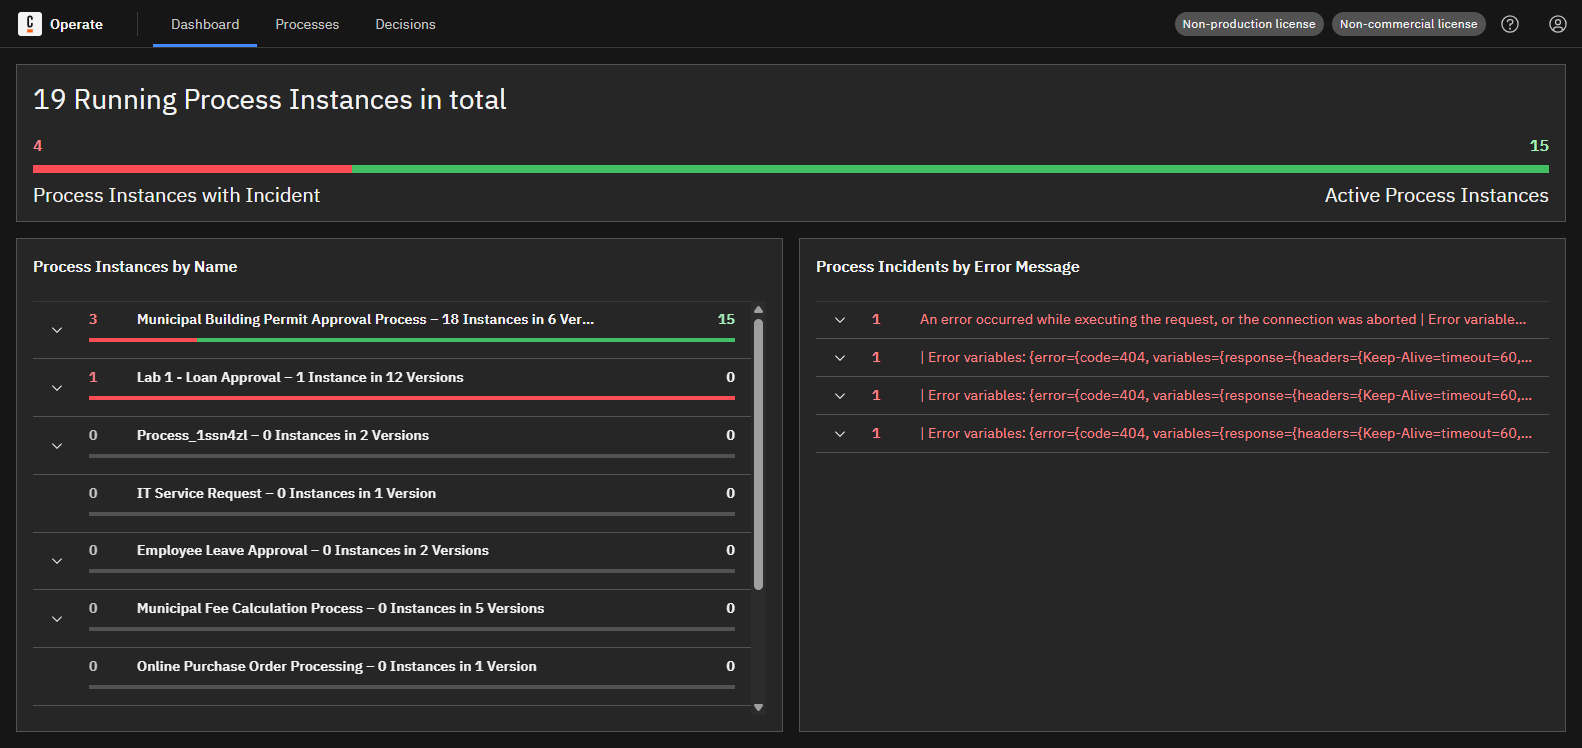 C Operate Dashboard Processes Decisions Non-production license Non-commercial license
19 Running Process Instances in total
4 15
Process Instances with Incident Active Process Instances
Process Instances by Name
3 Municipal Building Permit Approval Process – 18 Instances in 6 Ver... 15
1 Lab 1 - Loan Approval – 1 Instance in 12 Versions 0
0 Process_1ssn4zl – 0 Instances in 2 Versions 0
0 IT Service Request – 0 Instances in 1 Version 0
0 Employee Leave Approval – 0 Instances in 2 Versions 0
0 Municipal Fee Calculation Process – 0 Instances in 5 Versions 0
0 Online Purchase Order Processing – 0 Instances in 1 Version 0
Process Incidents by Error Message
1 An error occurred while executing the request, or the connection was aborted | Error variable...
1 | Error variables: {error={code=404, variables={response={headers={Keep-Alive=timeout=60,...
1 | Error variables: {error={code=404, variables={response={headers={Keep-Alive=timeout=60,...
1 | Error variables: {error={code=404, variables={response={headers={Keep-Alive=timeout=60,...